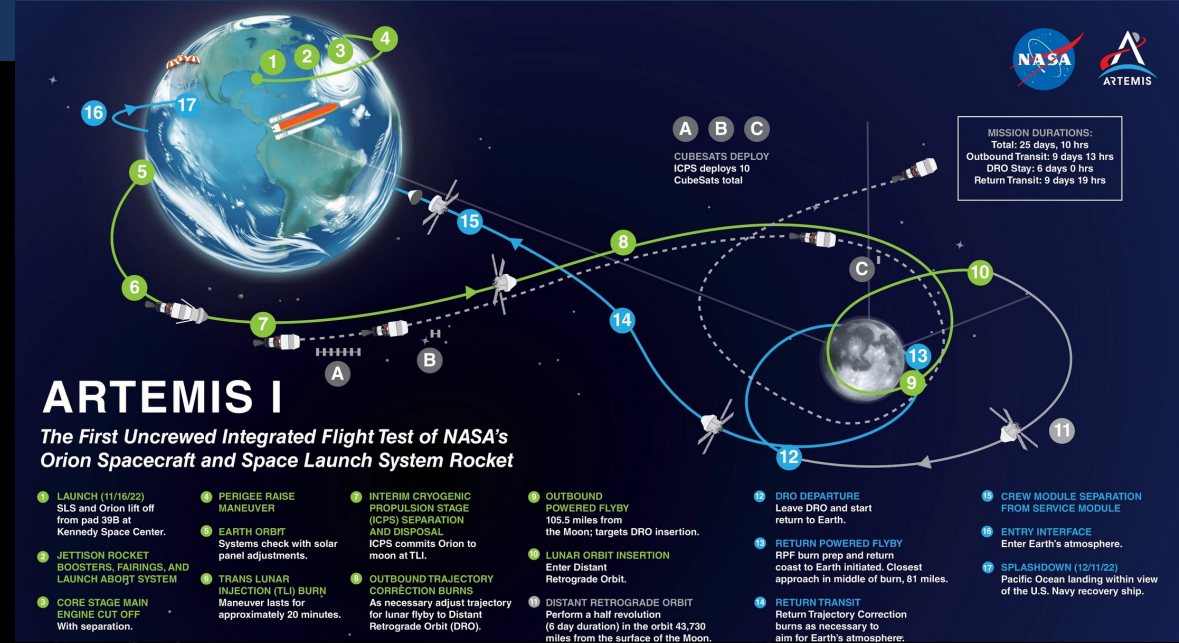 NASA
ARTEMIS
1
2
3
4
16
17
5
6
7
A
B
15
8
14
A B C
CUBESATS DEPLOY
ICPS deploys 10
CubeSats total
MISSION DURATIONS:
Total: 25 days, 10 hrs
Outbound Transit: 9 days 13 hrs
DRO Stay: 6 days 0 hrs
Return Transit: 9 days 19 hrs
C
10
13
9
11
12
ARTEMIS I
The First Uncrewed Integrated Flight Test of NASA's
Orion Spacecraft and Space Launch System Rocket
1 LAUNCH (11/16/22)
SLS and Orion lift off
from pad 39B at
Kennedy Space Center.
2 JETTISON ROCKET
BOOSTERS, FAIRINGS, AND
LAUNCH ABORT SYSTEM
3 CORE STAGE MAIN
ENGINE CUT OFF
With separation.
4 PERIGEE RAISE
MANEUVER
5 EARTH ORBIT
Systems check with solar
panel adjustments.
6 TRANS LUNAR
INJECTION (TLI) BURN
Maneuver lasts for
approximately 20 minutes.
7 INTERIM CRYOGENIC
PROPULSION STAGE
(ICPS) SEPARATION
AND DISPOSAL
ICPS commits Orion to
moon at TLI.
8 OUTBOUND TRAJECTORY
CORRECTION BURNS
As necessary adjust trajectory
for lunar flyby to Distant
Retrograde Orbit (DRO).
9 OUTBOUND
POWERED FLYBY
105.5 miles from
the Moon; targets DRO insertion.
10 LUNAR ORBIT INSERTION
Enter Distant
Retrograde Orbit.
11 DISTANT RETROGRADE ORBIT
Perform a half revolution
(6 day duration) in the orbit 43,730
miles from the surface of the Moon.
12 DRO DEPARTURE
Leave DRO and start
return to Earth.
13 RETURN POWERED FLYBY
RPF burn prep and return
coast to Earth initiated. Closest
approach in middle of burn, 81 miles.
14 RETURN TRANSIT
Return Trajectory Correction
burns as necessary to
aim for Earth's atmosphere.
15 CREW MODULE SEPARATION
FROM SERVICE MODULE
16 ENTRY INTERFACE
Enter Earth's atmosphere.
17 SPLASHDOWN (12/11/22)
Pacific Ocean landing within view
of the U.S. Navy recovery ship.